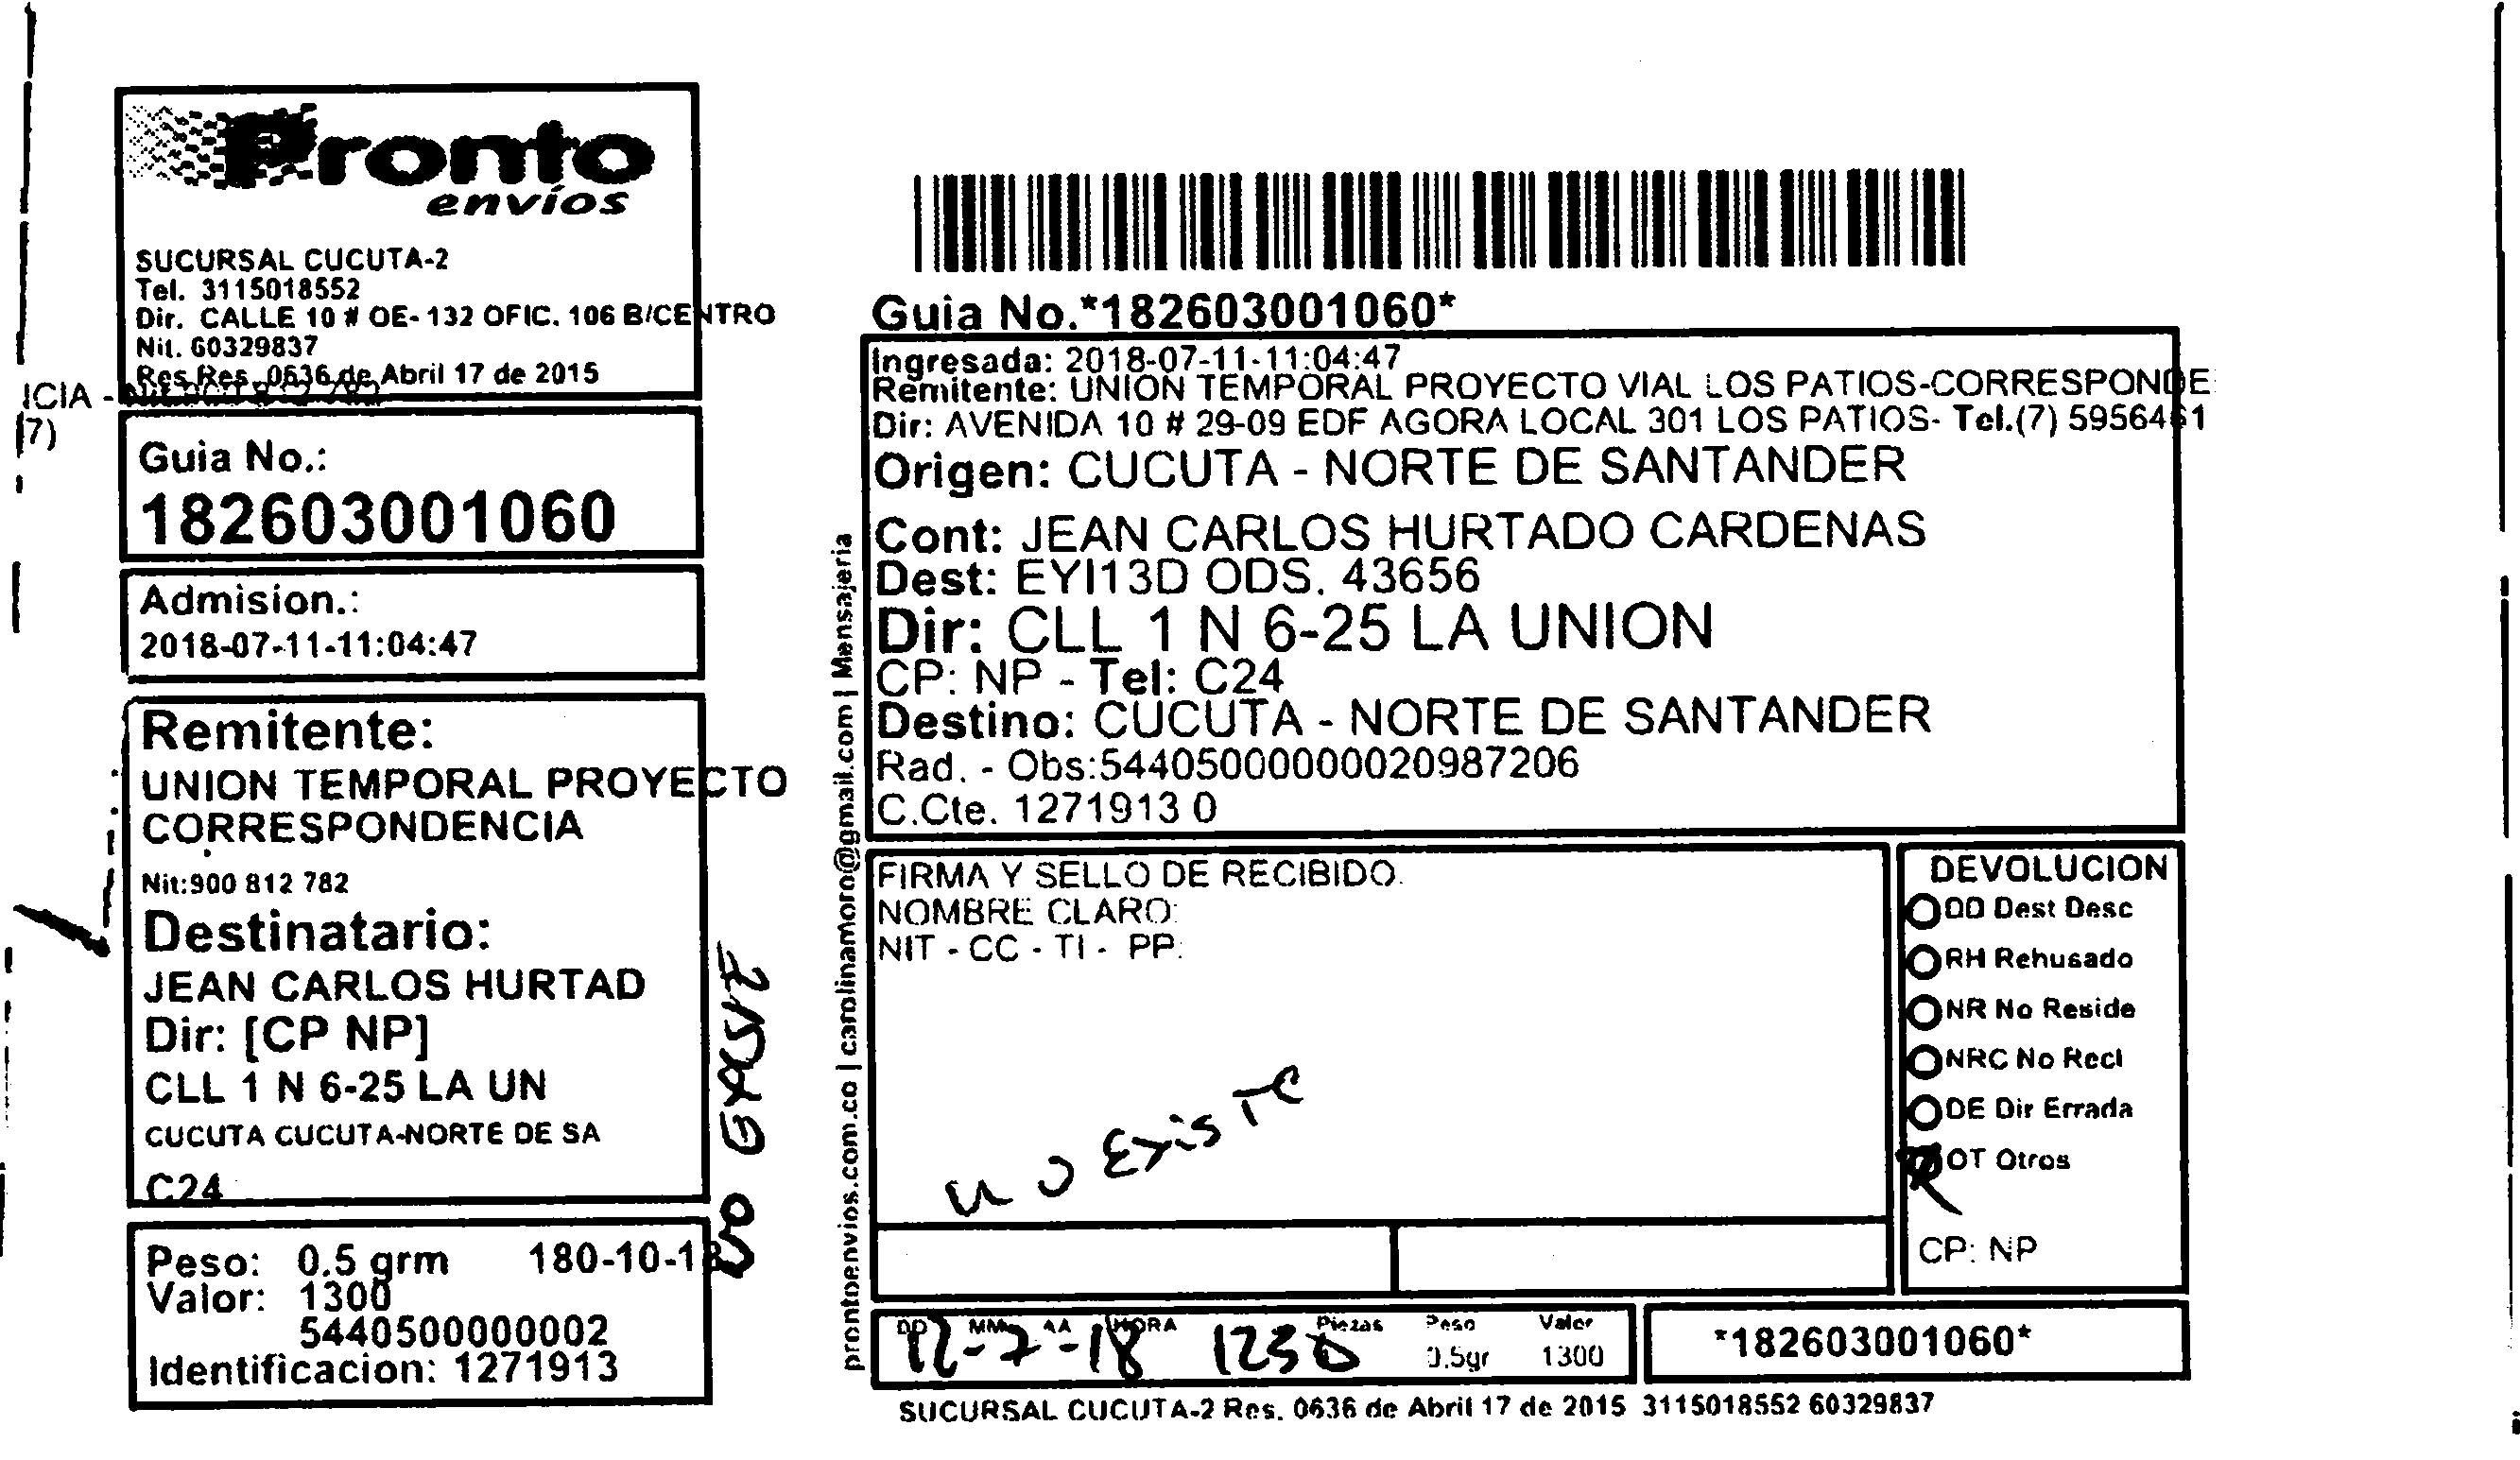 Pronto
envíos
SUCURSAL CUCUTA-2
Tel. 3115018552
Dir. CALLE 10 # OE-132 OFIC. 106 B/CENTRO
Nit. 60329837
Res Res 0636 de Abril 17 de 2015
ICIA -
7)
Guia No.:
182603001060
Admision.:
2018-07-11-11:04:47
Remitente:
UNION TEMPORAL PROYECTO
CORRESPONDENCIA
Nit:900 812 782
Destinatario:
JEAN CARLOS HURTAD
Dir: [CP NP]
CLL 1 N 6-25 LA UN
CUCUTA CUCUTA-NORTE DE SA
C24
Peso: 0.5 grm 180-10-1
Valor: 1300
5440500000002
Identificacion: 1271913
no Existe
prontoenvios.com.co | carolinamoro@gmail.com | Mensajeria
Guia No.*182603001060*
Ingresada: 2018-07-11-11:04:47
Remitente: UNION TEMPORAL PROYECTO VIAL LOS PATIOS-CORRESPONDE
Dir: AVENIDA 10 # 29-09 EDF AGORA LOCAL 301 LOS PATIOS- Tel.(7) 5956461
Origen: CUCUTA - NORTE DE SANTANDER
Cont: JEAN CARLOS HURTADO CARDENAS
Dest: EYI13D ODS. 43656
Dir: CLL 1 N 6-25 LA UNION
CP: NP - Tel: C24
Destino: CUCUTA - NORTE DE SANTANDER
Rad. - Obs:544050000000020987206
C.Cte. 1271913 0
FIRMA Y SELLO DE RECIBIDO.
NOMBRE CLARO:
NIT - CC - TI - PP:
no Existe
DEVOLUCION
DD Dest Desc
RH Rehusado
NR No Reside
NRC No Recl
DE Dir Errada
OT Otros
CP: NP
DD MM AA HORA Piezas Peso Valor
12-7-18 1230 0.5gr 1300
*182603001060*
SUCURSAL CUCUTA-2 Res. 0636 de Abril 17 de 2015 3115018552 60329837